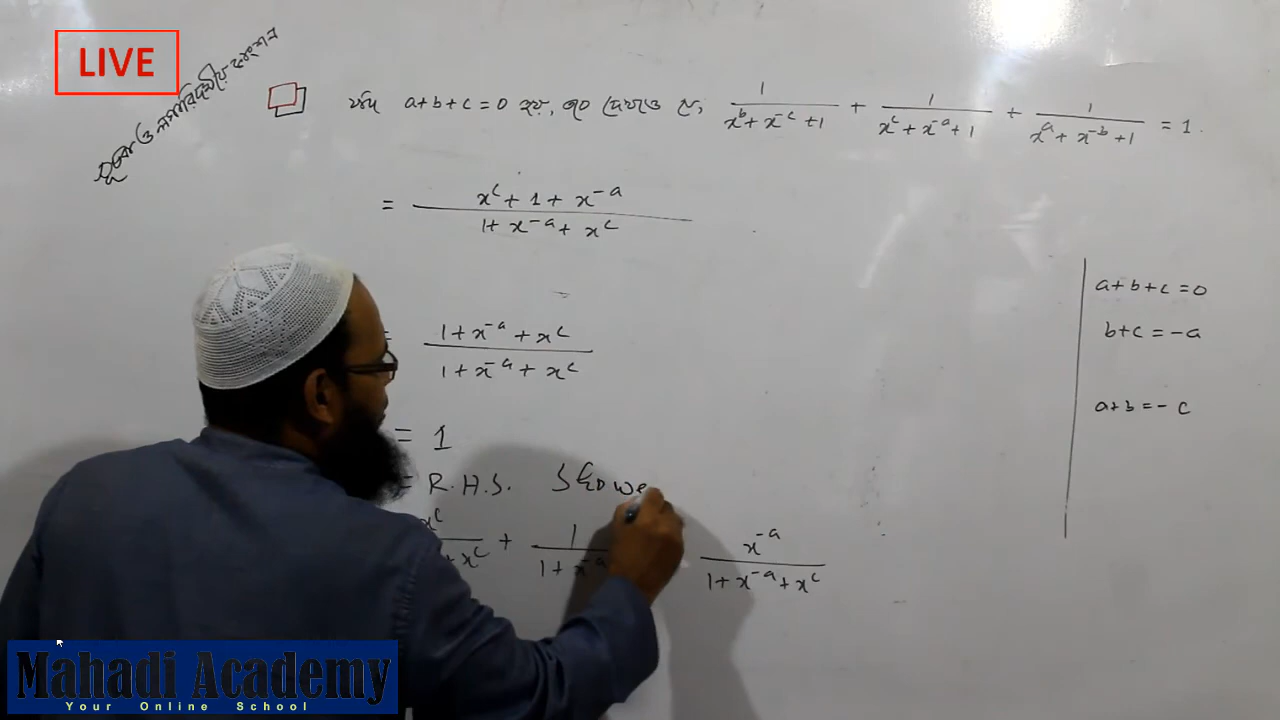 LIVE
যদি a+b+c=0 হয়, তবে দেখাও যে, 1/(x^b + x^-c + 1) + 1/(x^c + x^-a + 1) + 1/(x^a + x^-b + 1) = 1.
= (x^c + 1 + x^-a)/(1 + x^-a + x^c)
a+b+c=0
b+c=-a
a+b=-c
= (1 + x^-a + x^c)/(1 + x^-a + x^c)
= 1
= R.H.S. Showe
x^c/(+x^c) + 1/(1 + x^-a x^-a/(1 + x^-a + x^c)
Mahadi Academy
Your Online School